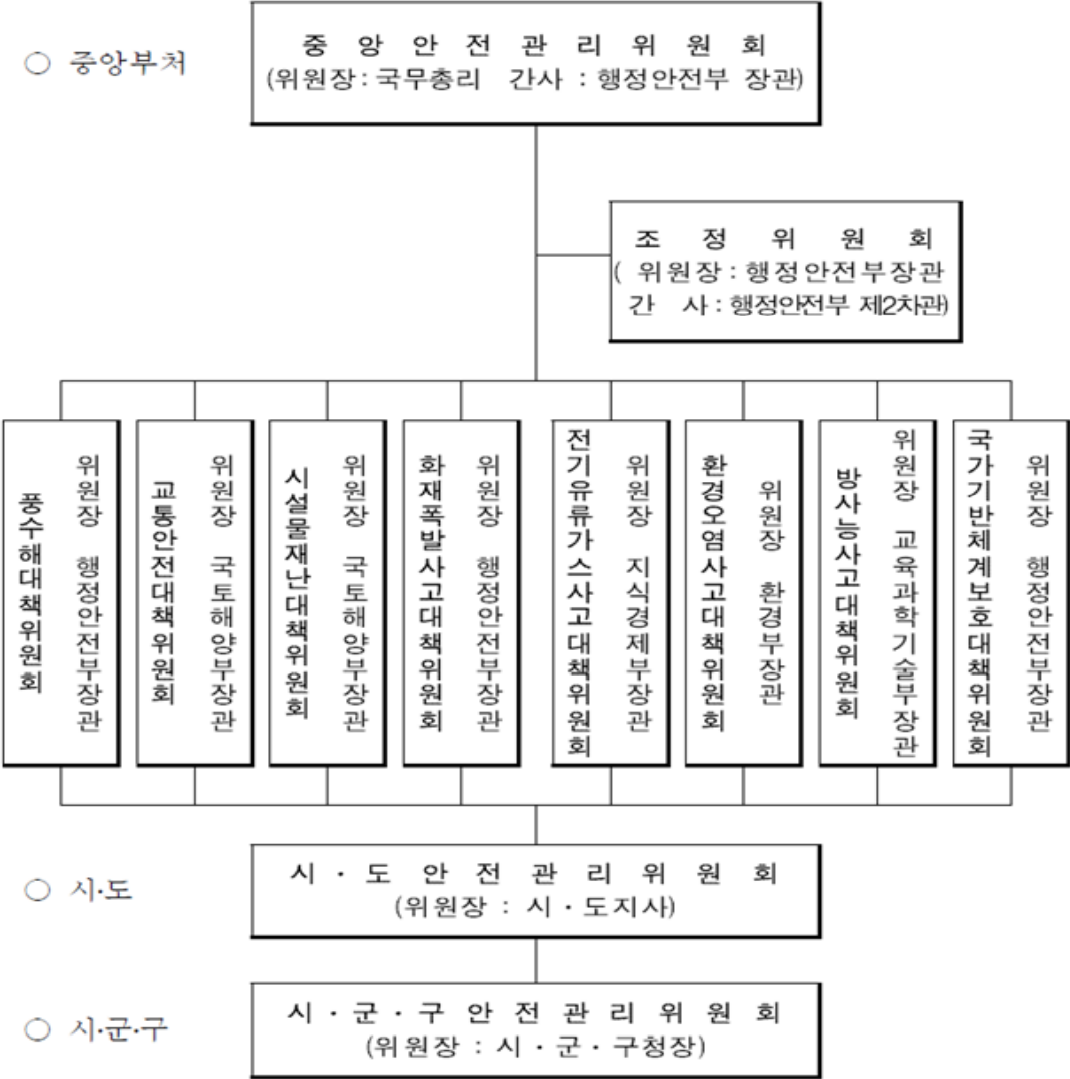 ○ 중앙부처
중앙안전관리위원회
(위원장 : 국무총리 간사 : 행정안전부 장관)
조정위원회
( 위원장 : 행정안전부장관
간 사 : 행정안전부 제2차관)
풍수해대책위원회
위원장 행정안전부장관
교통안전대책위원회
위원장 국토해양부장관
시설물재난대책위원회
위원장 국토해양부장관
화재폭발사고대책위원회
위원장 행정안전부장관
전기유류가스사고대책위원회
위원장 지식경제부장관
환경오염사고대책위원회
위원장 환경부장관
방사능사고대책위원회
위원장 교육과학기술부장관
국가기반체계보호대책위원회
위원장 행정안전부장관
○ 시·도
시·도안전관리위원회
(위원장 : 시·도지사)
○ 시·군·구
시·군·구안전관리위원회
(위원장 : 시·군·구청장)